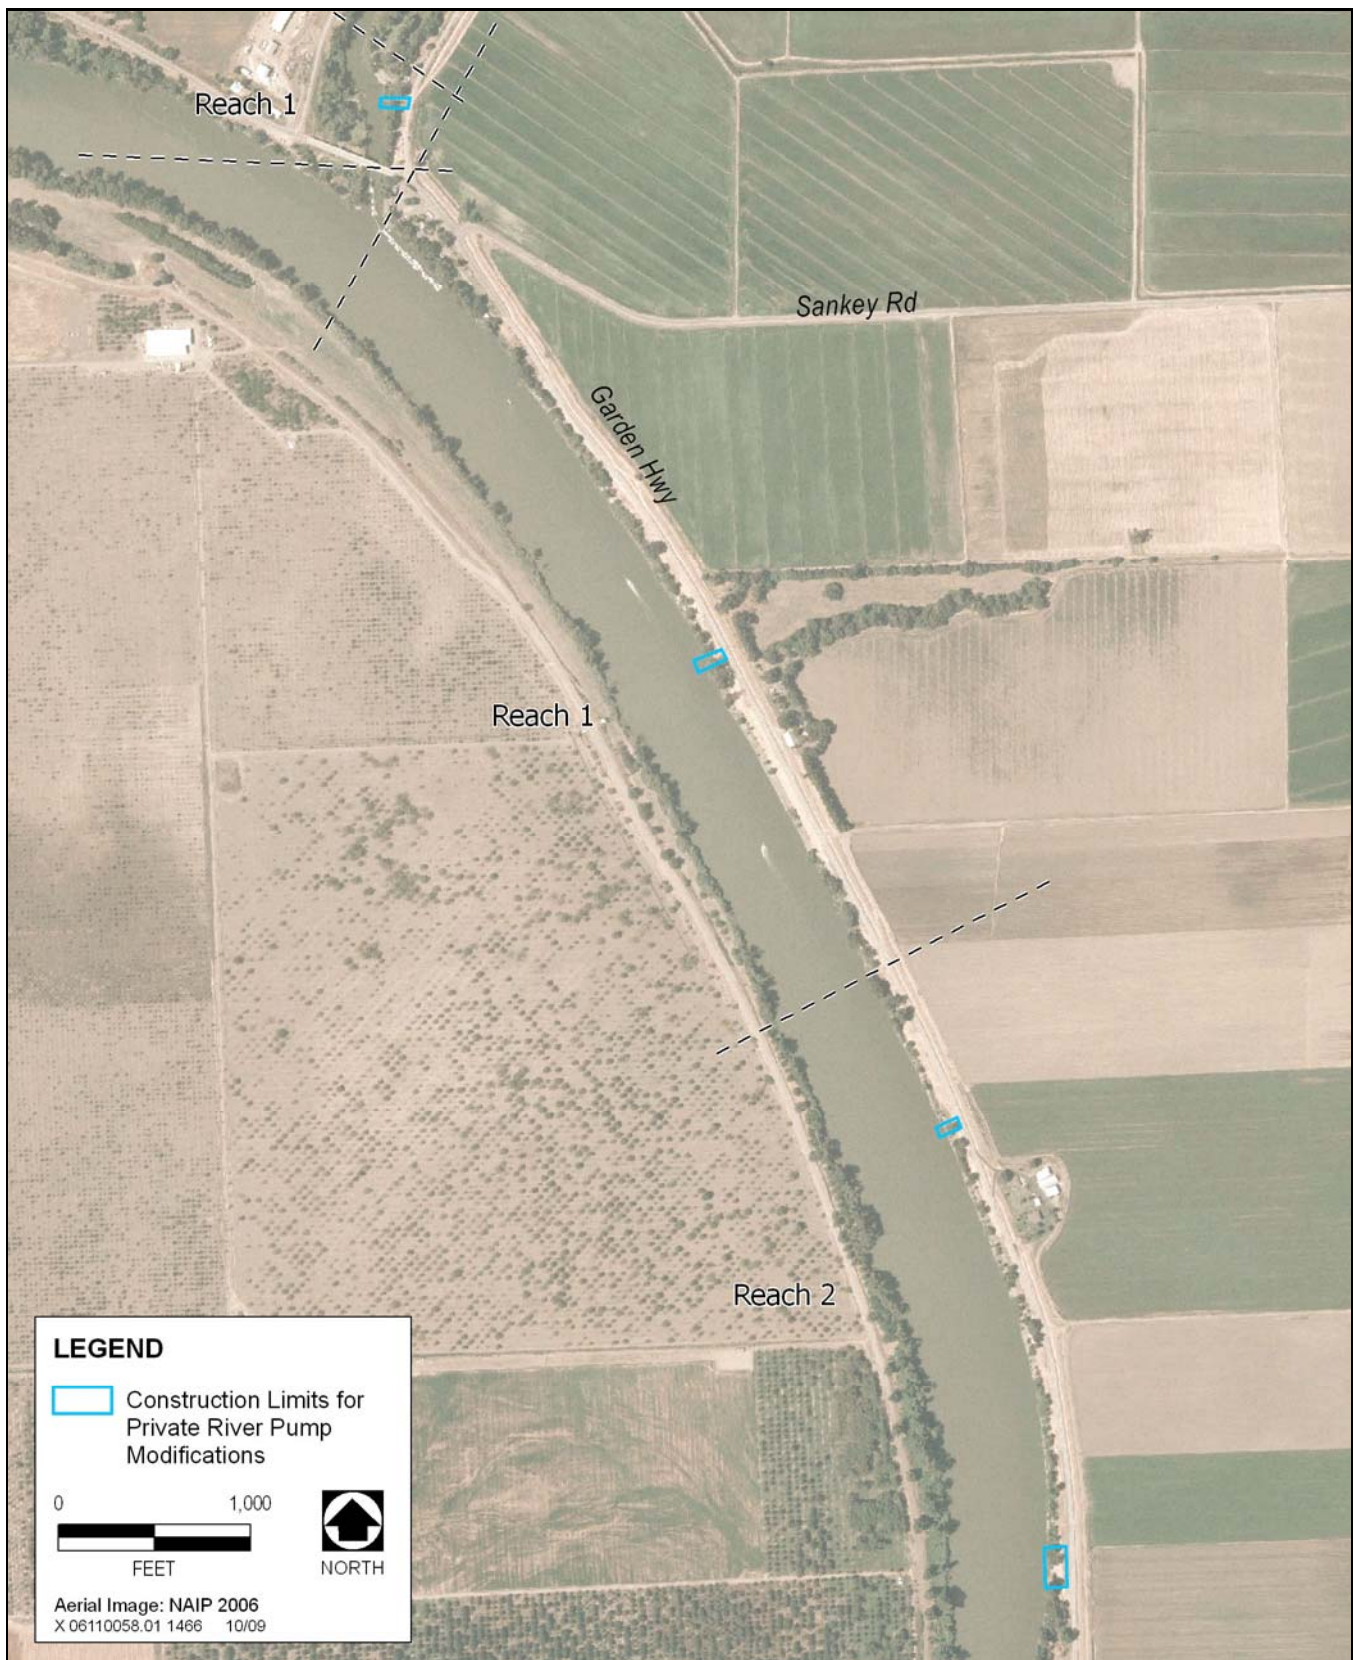 Reach 1
Sankey Rd
Garden Hwy
Reach 1
Reach 2
LEGEND
Construction Limits for
Private River Pump
Modifications
0 1,000
FEET
NORTH
Aerial Image: NAIP 2006
X 06110058.01 1466 10/09